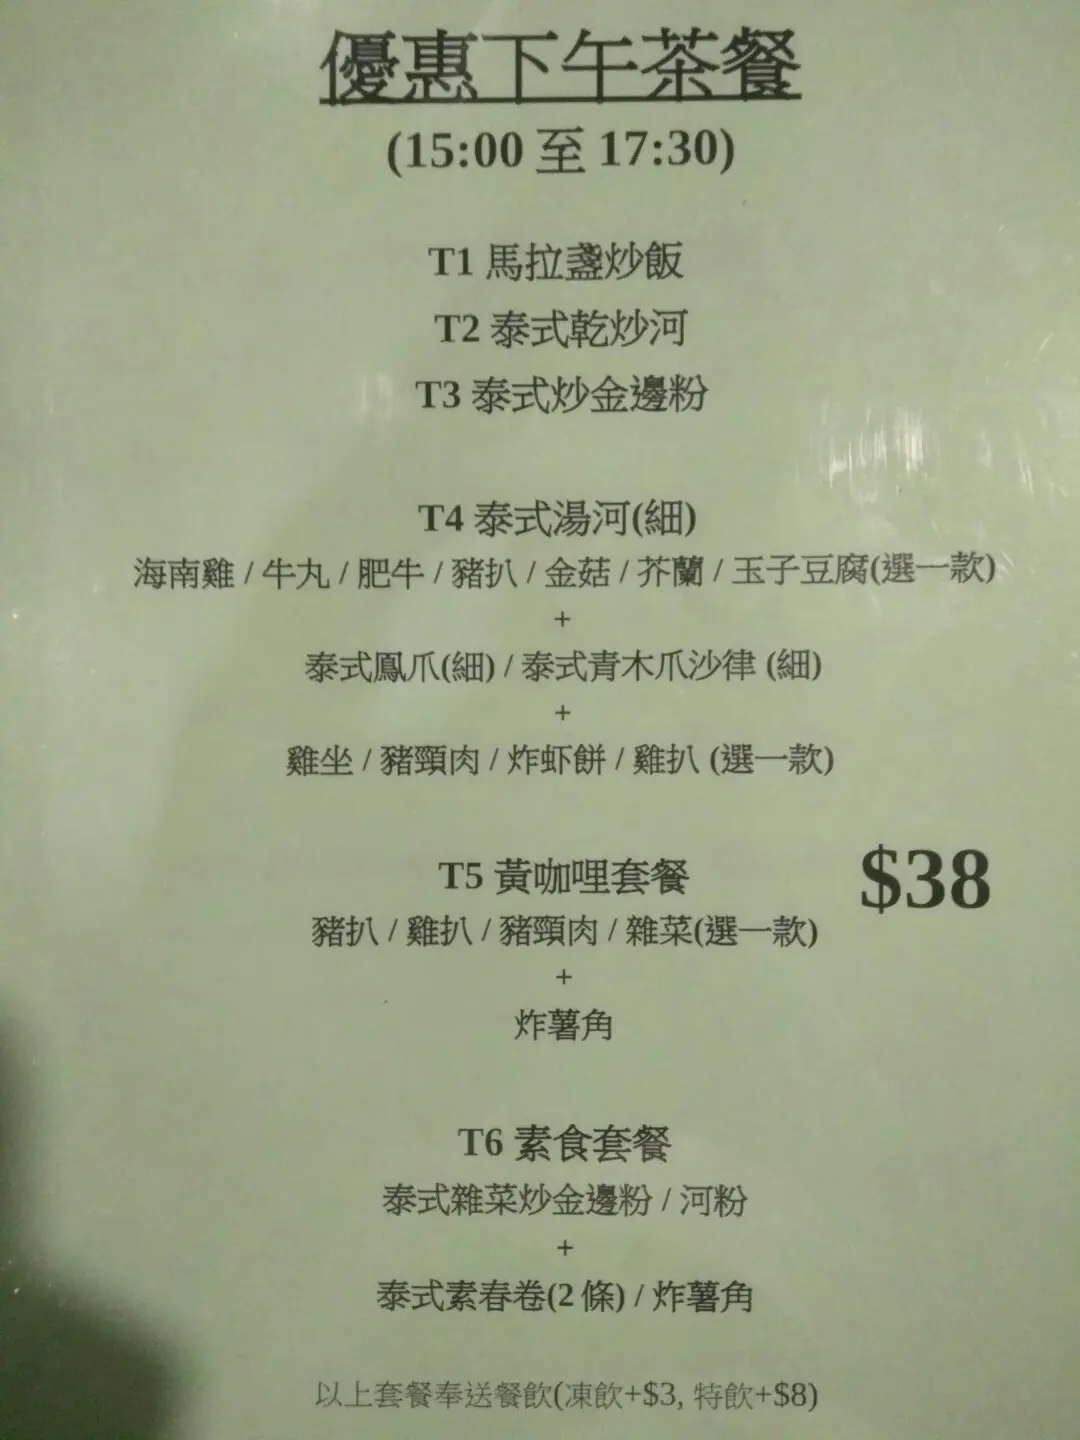 優惠下午茶餐
(15:00 至 17:30)
T1 馬拉盞炒飯
T2 泰式乾炒河
T3 泰式炒金邊粉
T4 泰式湯河(細)
海南雞 / 牛丸 / 肥牛 / 豬扒 / 金菇 / 芥蘭 / 玉子豆腐(選一款)
+
泰式鳳爪(細) / 泰式青木爪沙律 (細)
+
雞坐 / 豬頸肉 / 炸虾餅 / 雞扒 (選一款)
T5 黃咖哩套餐
$38
豬扒 / 雞扒 / 豬頸肉 / 雜菜(選一款)
+
炸薯角
T6 素食套餐
泰式雜菜炒金邊粉 / 河粉
+
泰式素春卷(2 條) / 炸薯角
以上套餐奉送餐飲(凍飲+$3, 特飲+$8)